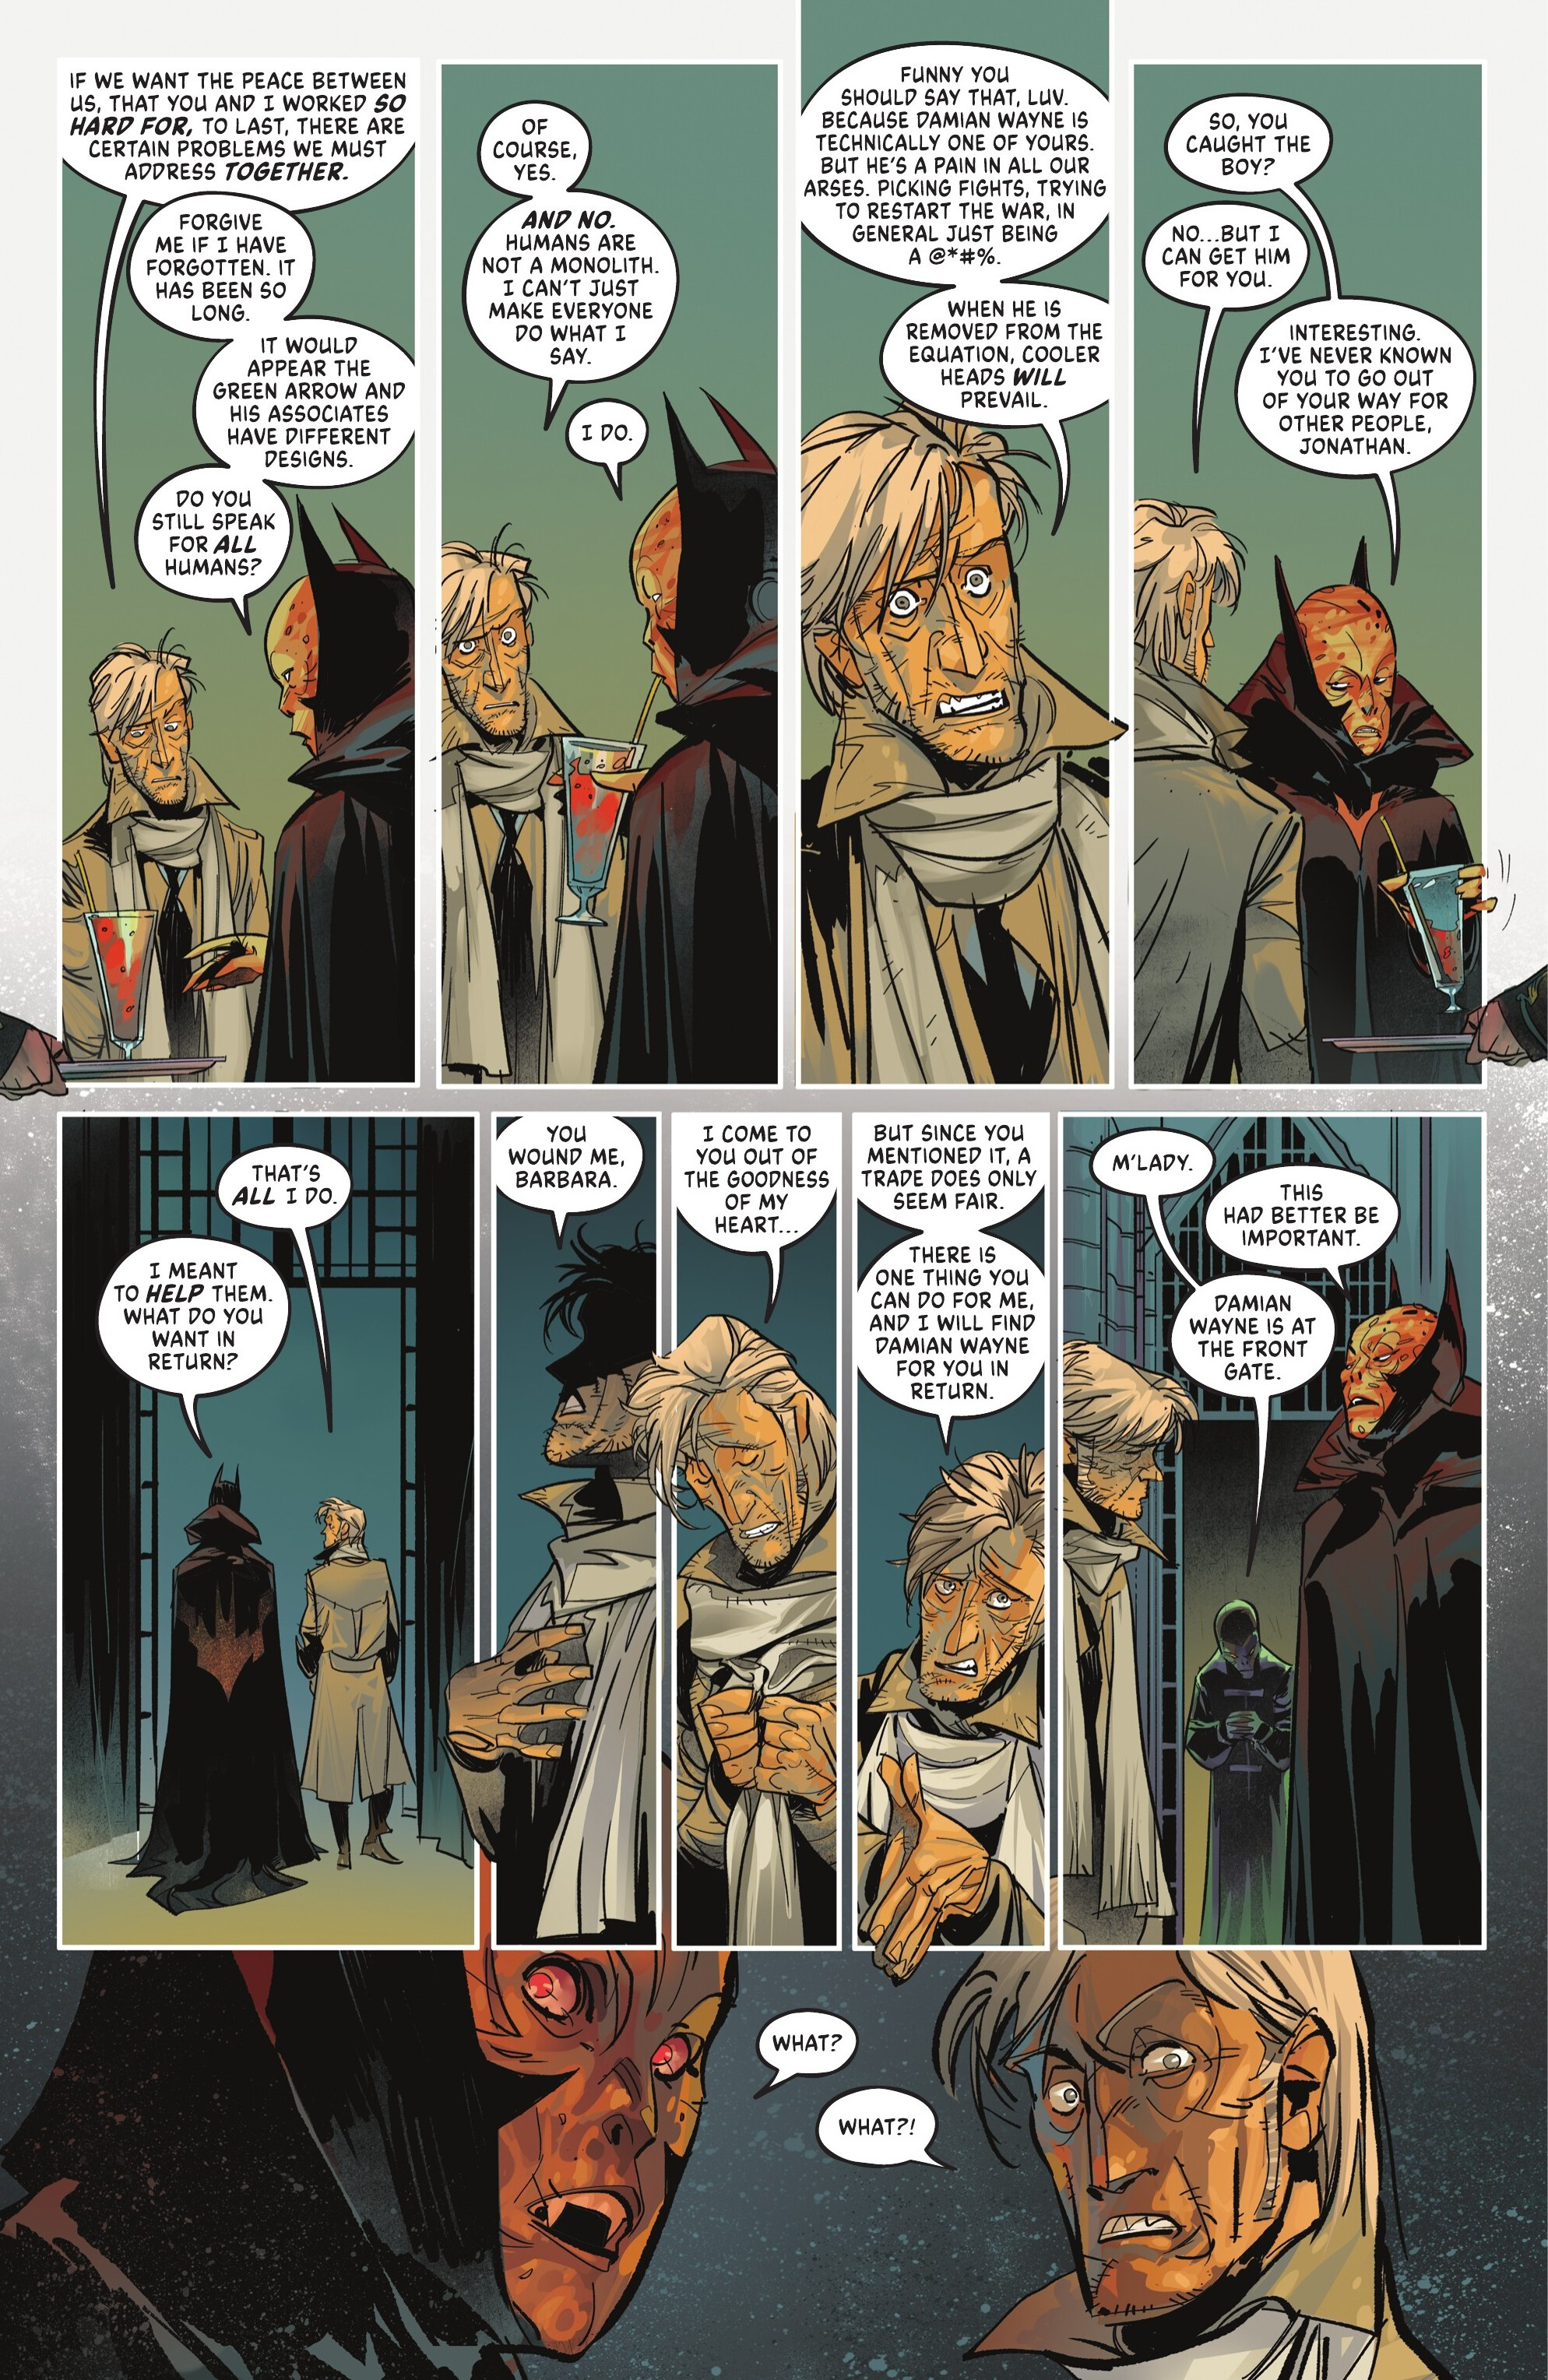 IF WE WANT THE PEACE BETWEEN
US, THAT YOU AND I WORKED SO
HARD FOR, TO LAST, THERE ARE
CERTAIN PROBLEMS WE MUST
ADDRESS TOGETHER.
FORGIVE
ME IF I HAVE
FORGOTTEN. IT
HAS BEEN SO
LONG.
IT WOULD
APPEAR THE
GREEN ARROW AND
HIS ASSOCIATES
HAVE DIFFERENT
DESIGNS.
DO YOU
STILL SPEAK
FOR ALL
HUMANS?
OF
COURSE,
YES.
AND NO.
HUMANS ARE
NOT A MONOLITH.
I CAN'T JUST
MAKE EVERYONE
DO WHAT I
SAY.
I DO.
FUNNY YOU
SHOULD SAY THAT, LUV.
BECAUSE DAMIAN WAYNE IS
TECHNICALLY ONE OF YOURS.
BUT HE'S A PAIN IN ALL OUR
ARSES. PICKING FIGHTS, TRYING
TO RESTART THE WAR, IN
GENERAL JUST BEING
A @*#%.
WHEN HE IS
REMOVED FROM THE
EQUATION, COOLER
HEADS WILL
PREVAIL.
SO, YOU
CAUGHT THE
BOY?
NO...BUT I
CAN GET HIM
FOR YOU.
INTERESTING.
I'VE NEVER KNOWN
YOU TO GO OUT
OF YOUR WAY FOR
OTHER PEOPLE,
JONATHAN.
THAT'S
ALL I DO.
I MEANT
TO HELP THEM.
WHAT DO YOU
WANT IN
RETURN?
YOU
WOUND ME,
BARBARA.
I COME TO
YOU OUT OF
THE GOODNESS
OF MY
HEART...
BUT SINCE YOU
MENTIONED IT, A
TRADE DOES ONLY
SEEM FAIR.
THERE IS
ONE THING YOU
CAN DO FOR ME,
AND I WILL FIND
DAMIAN WAYNE
FOR YOU IN
RETURN.
M'LADY.
THIS
HAD BETTER BE
IMPORTANT.
DAMIAN
WAYNE IS AT
THE FRONT
GATE.
WHAT?
WHAT?!